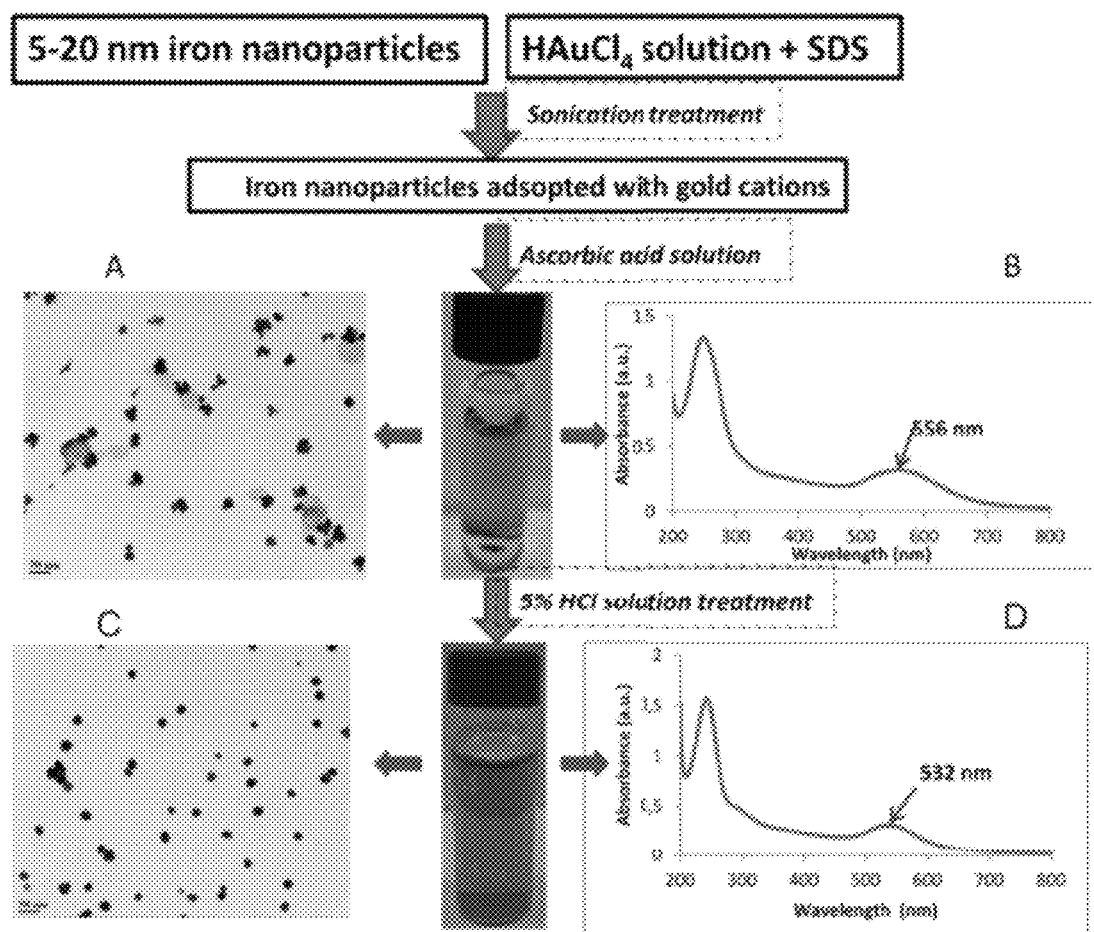 5-20 nm iron nanoparticles
HAuCl₄ solution + SDS
Sonication treatment
Iron nanoparticles adsopted with gold cations
Ascorbic acid solution
A
B
1.5
1
0.5
0
Absorbance (a.u.)
556 nm
200 300 400 500 600 700 800
Wavelength (nm)
5% HCl solution treatment
C
D
2
1.5
1
0.5
0
Absorbance (a.u.)
532 nm
200 300 400 500 600 700 800
Wavelength (nm)